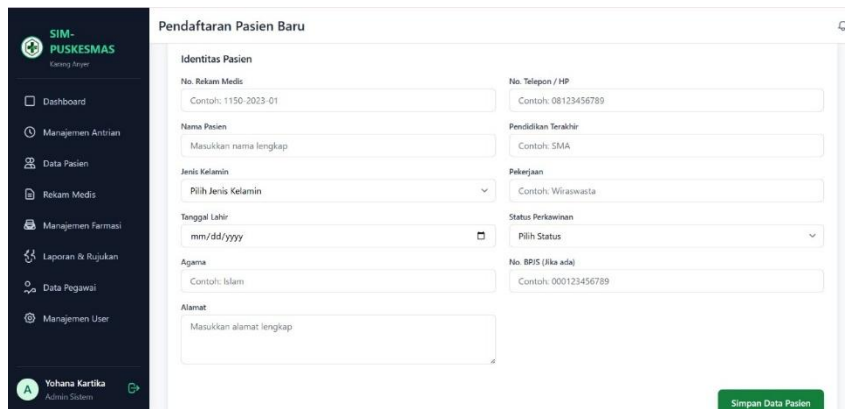 SIM-
PUSKESMAS
Karang Anyer
Dashboard
Manajemen Antrian
Data Pasien
Rekam Medis
Manajemen Farmasi
Laporan & Rujukan
Data Pegawai
Manajemen User
A
Yohana Kartika
Admin Sistem
Pendaftaran Pasien Baru
Identitas Pasien
No. Rekam Medis
Contoh: 1150-2023-01
Nama Pasien
Masukkan nama lengkap
Jenis Kelamin
Pilih Jenis Kelamin
Tanggal Lahir
mm/dd/yyyy
Agama
Contoh: Islam
Alamat
Masukkan alamat lengkap
No. Telepon / HP
Contoh: 08123456789
Pendidikan Terakhir
Contoh: SMA
Pekerjaan
Contoh: Wiraswasta
Status Perkawinan
Pilih Status
No. BPJS (Jika ada)
Contoh: 000123456789
Simpan Data Pasien